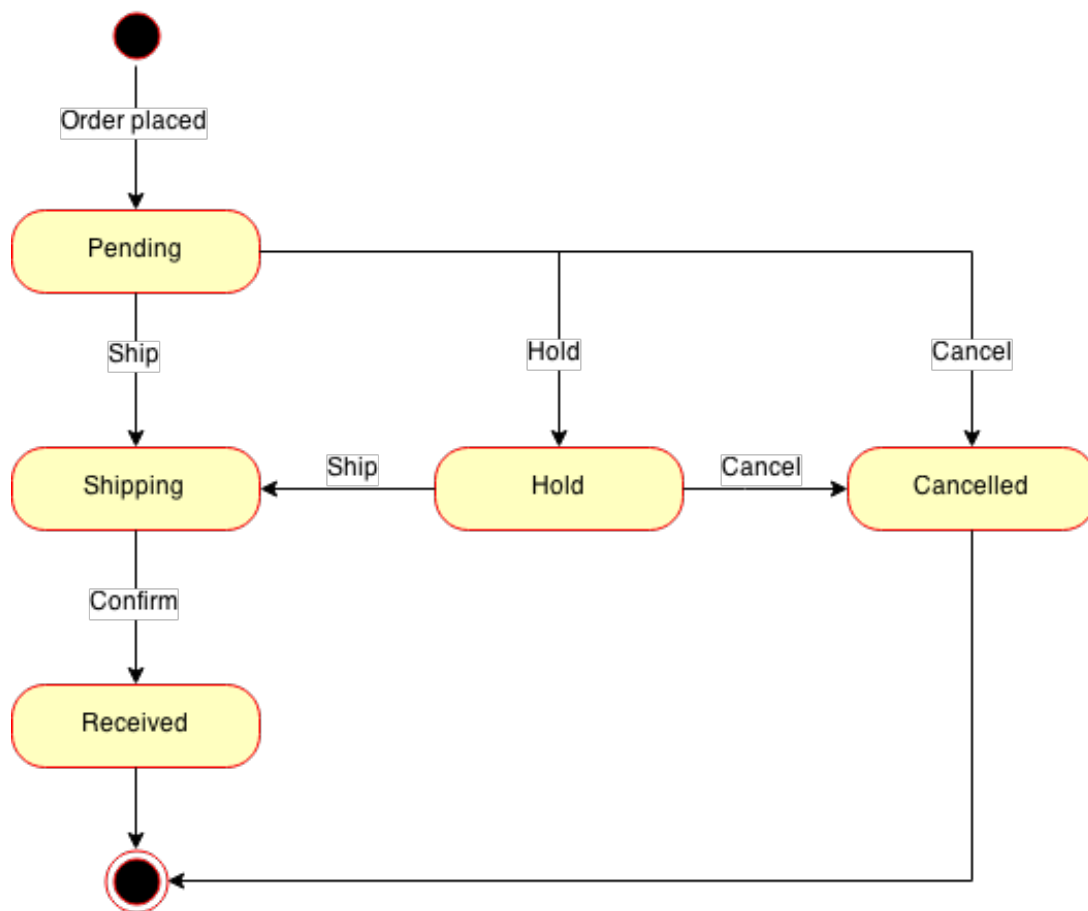 Order placed
Pending
Ship
Hold
Cancel
Shipping
Ship
Hold
Cancel
Cancelled
Confirm
Received